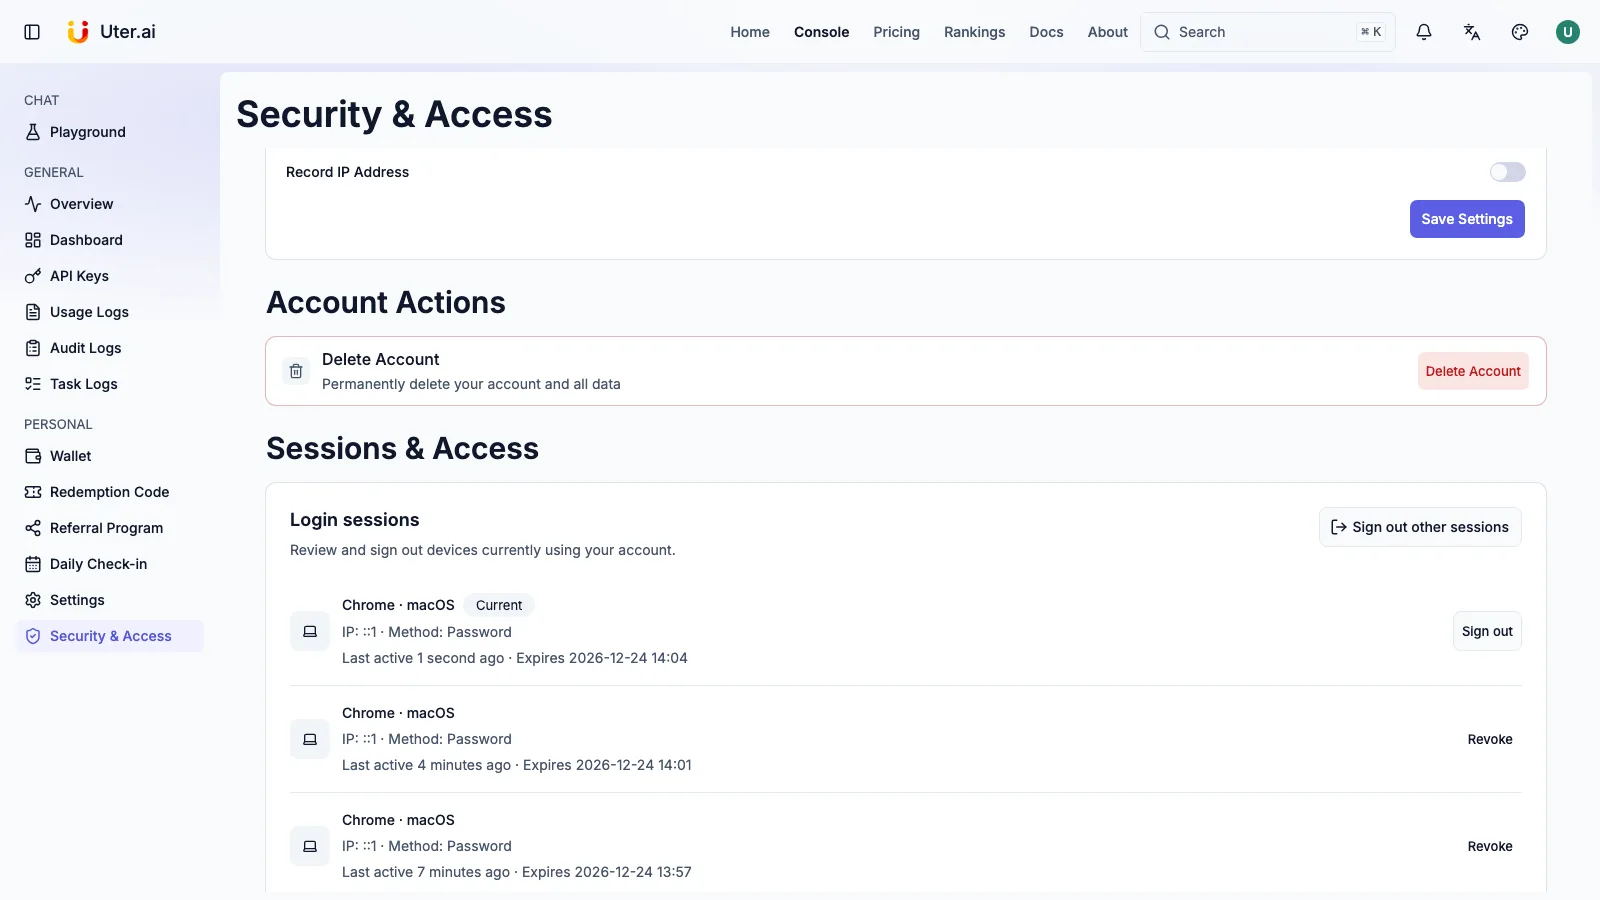 Uter.ai
Home
Console
Pricing
Rankings
Docs
About
Search
⌘ K
U
CHAT
Playground
GENERAL
Overview
Dashboard
API Keys
Usage Logs
Audit Logs
Task Logs
PERSONAL
Wallet
Redemption Code
Referral Program
Daily Check-in
Settings
Security & Access
Security & Access
Record IP Address
Save Settings
Account Actions
Delete Account
Permanently delete your account and all data
Delete Account
Sessions & Access
Login sessions
Review and sign out devices currently using your account.
Sign out other sessions
Chrome · macOS Current
IP: ::1 · Method: Password
Last active 1 second ago · Expires 2026-12-24 14:04
Sign out
Chrome · macOS
IP: ::1 · Method: Password
Last active 4 minutes ago · Expires 2026-12-24 14:01
Revoke
Chrome · macOS
IP: ::1 · Method: Password
Last active 7 minutes ago · Expires 2026-12-24 13:57
Revoke